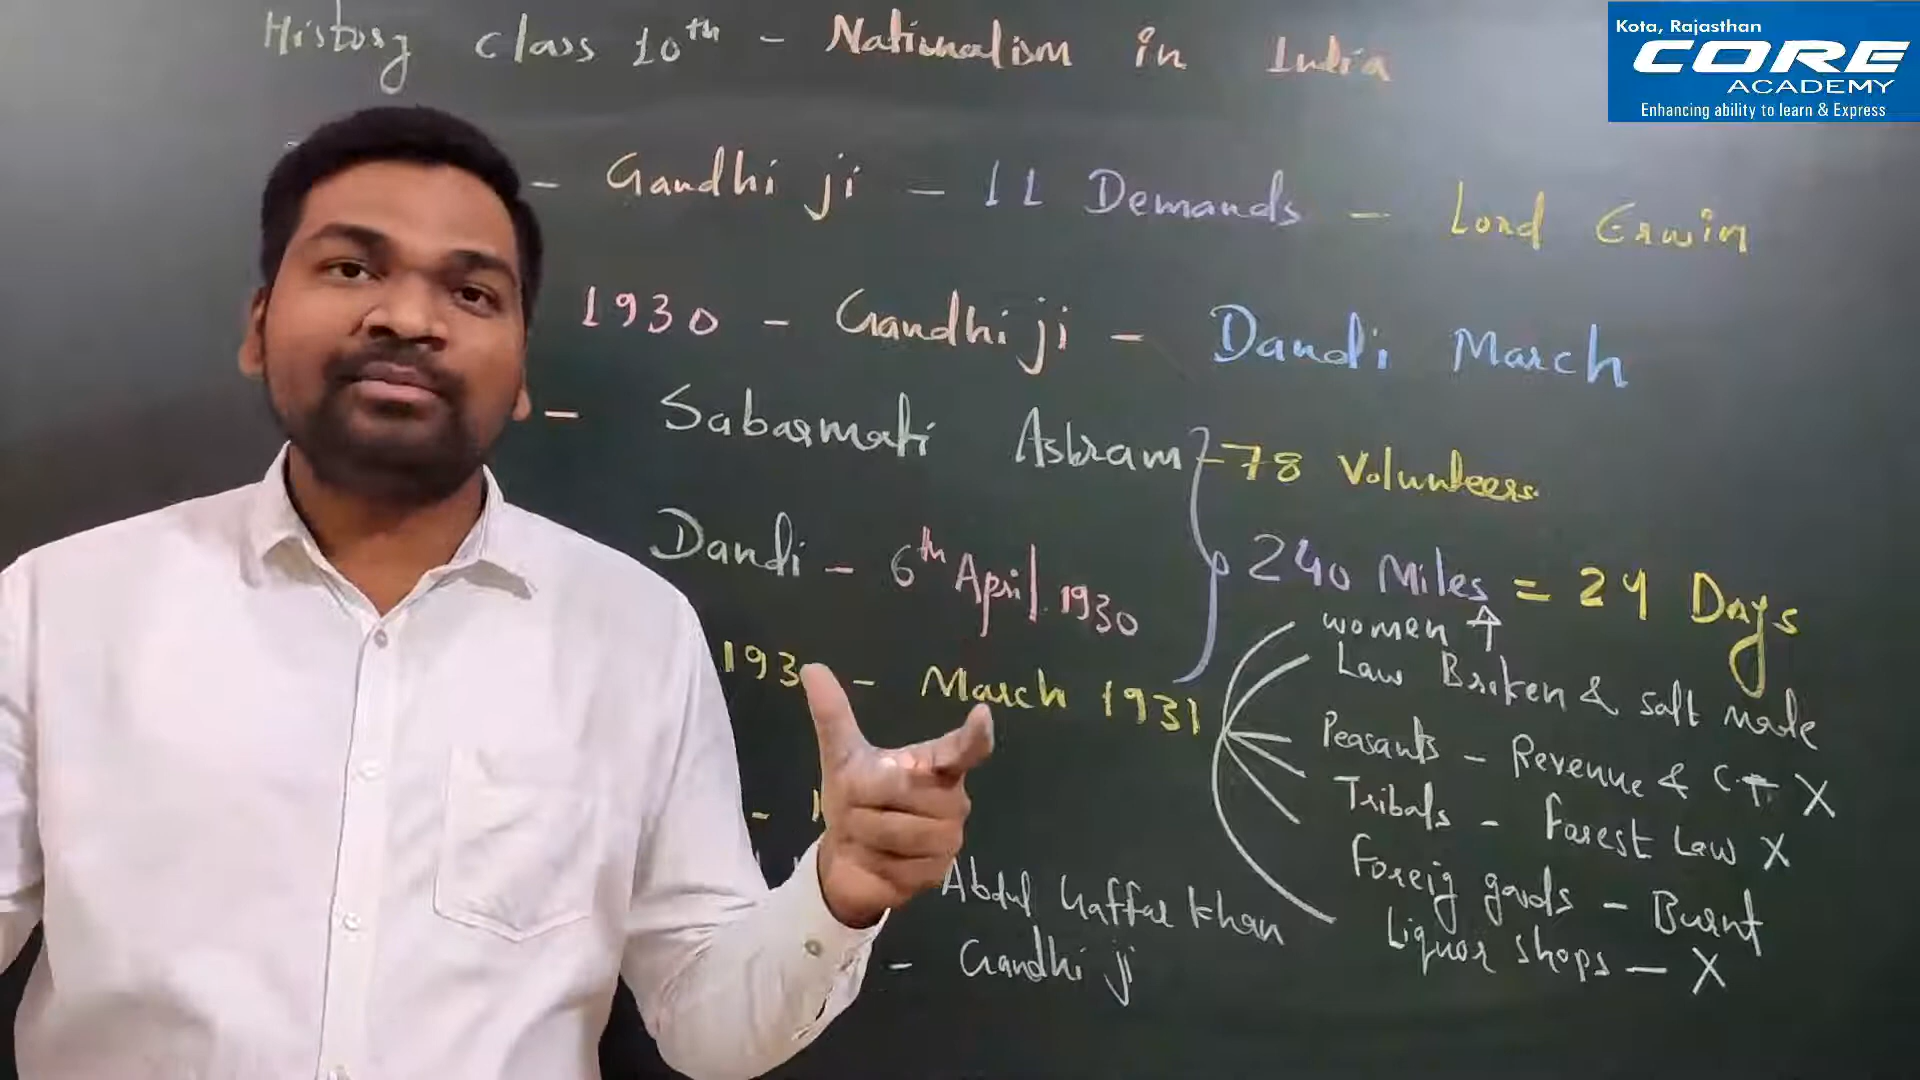 History class 10th - Nationalism in India
Kota, Rajasthan
CORE
ACADEMY
Enhancing ability to learn & Express
- Gandhi ji - 11 Demands - Lord Erwin
1930 - Gandhi ji - Dandi March
- Sabarmati Ashram - 78 Volunteers
Dandi - 6th April 1930
240 Miles = 24 Days
women ↑
Law Broken & salt made
- March 1931
Peasants - Revenue & C.T. X
Tribals - Forest Law X
Foreig goods - Burnt
Liquor shops - X
Abdul Gaffar Khan
- Gandhi ji